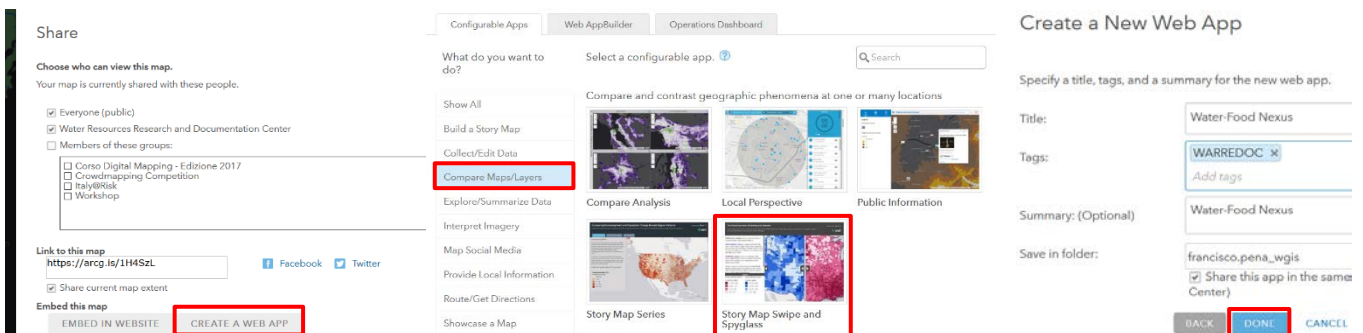 Share
Choose who can view this map.
Your map is currently shared with these people.
Everyone (public)
Water Resources Research and Documentation Center
Members of these groups:
Corso Digital Mapping - Edizione 2017
Crowdmapping Competition
Italy@Risk
Workshop
Link to this map
https://arcg.is/1H4SzL
Facebook
Twitter
Share current map extent
Embed this map
EMBED IN WEBSITE
CREATE A WEB APP
Configurable Apps
Web AppBuilder
Operations Dashboard
What do you want to
do?
Show All
Build a Story Map
Collect/Edit Data
Compare Maps/Layers
Explore/Summarize Data
Interpret Imagery
Map Social Media
Provide Local Information
Route/Get Directions
Showcase a Map
Select a configurable app.
Search
Compare and contrast geographic phenomena at one or many locations
Compare Analysis
Local Perspective
Public Information
Story Map Series
Story Map Swipe and
Spyglass
Create a New Web App
Specify a title, tags, and a summary for the new web app.
Title:
Water-Food Nexus
Tags:
WARREDOC ×
Add tags
Summary: (Optional)
Water-Food Nexus
Save in folder:
francisco.pena_wgis
Share this app in the same
Center)
BACK
DONE
CANCEL